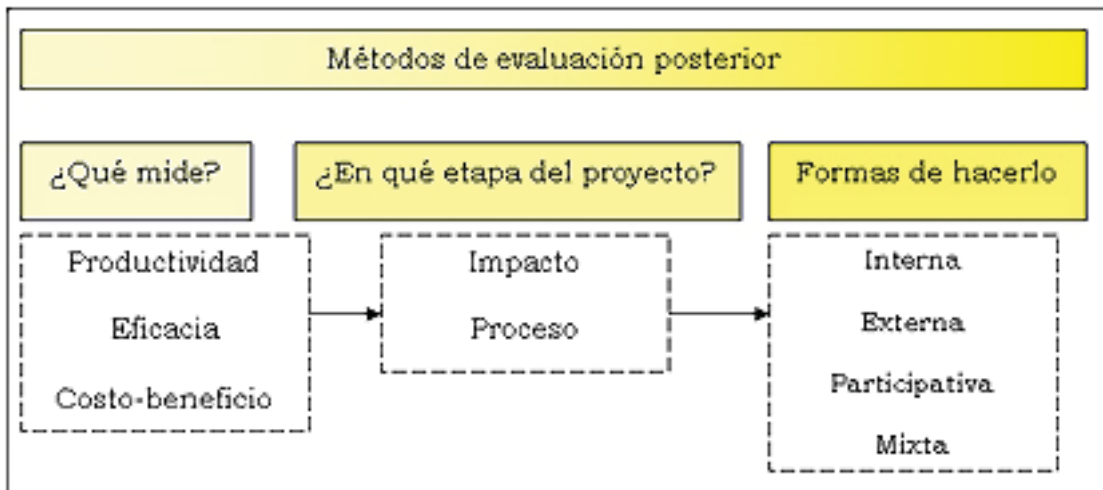 Métodos de evaluación posterior
¿Qué mide?
¿En qué etapa del proyecto?
Formas de hacerlo
Productividad
Eficacia
Costo-beneficio
Impacto
Proceso
Interna
Externa
Participativa
Mixta